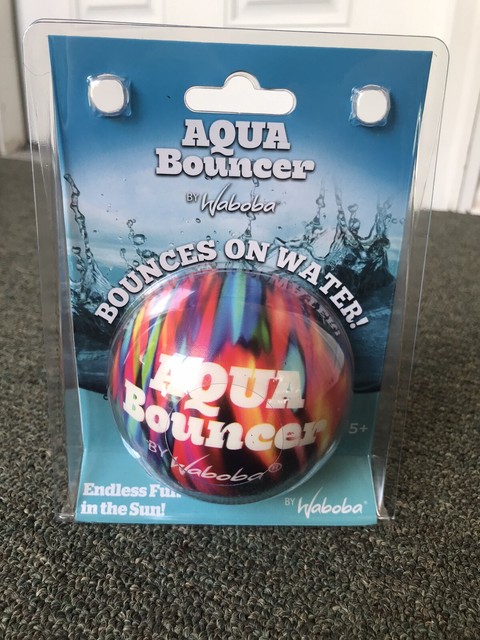 AQUA
Bouncer
BY Waboba
BOUNCES ON WATER!
AQUA
Bouncer
BY Waboba®
5+
Endless Fun
in the Sun!
BY Waboba®